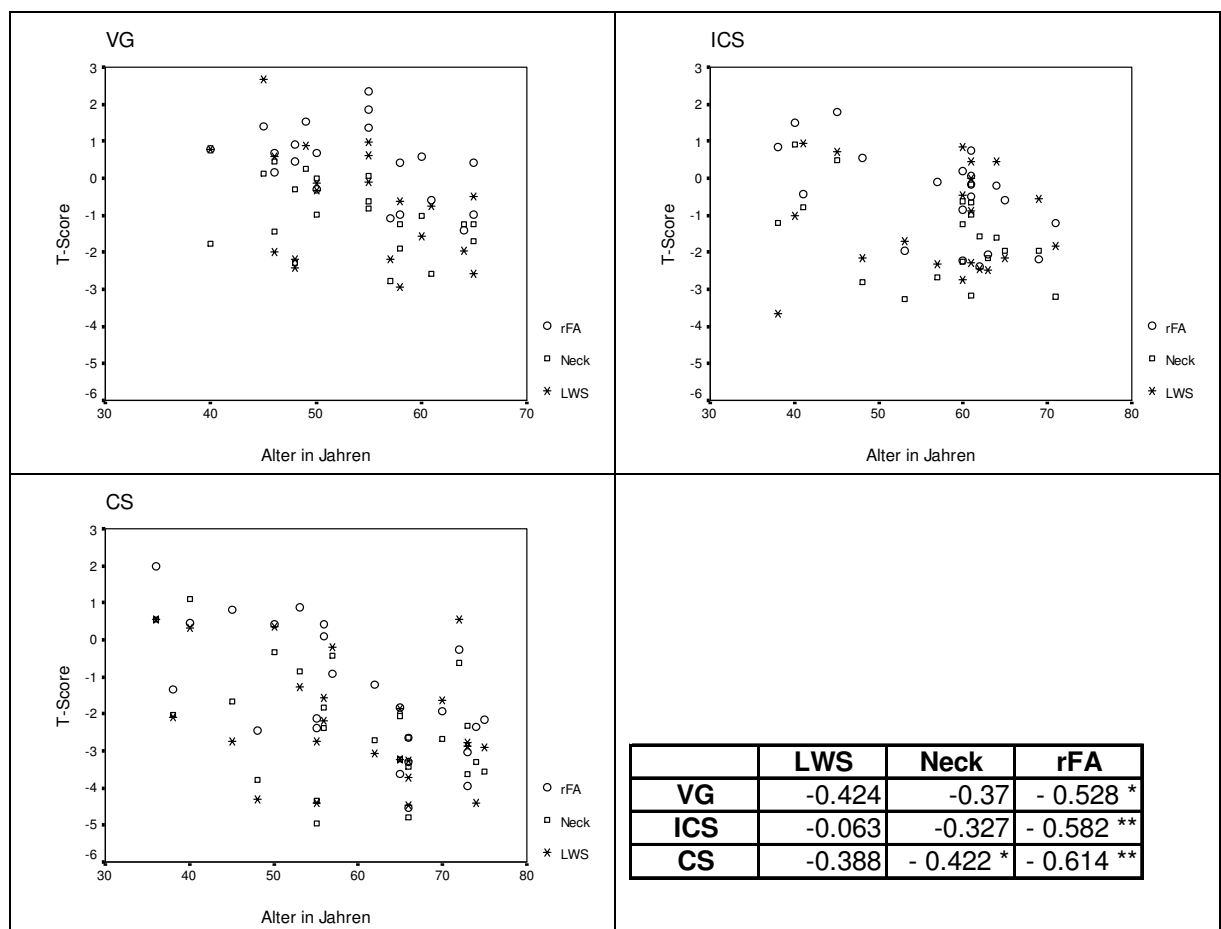 VG
3
2
1
0
-1
-2
-3
-4
-5
-6
T-Score
30 40 50 60 70
Alter in Jahren
rFA
Neck
LWS
ICS
3
2
1
0
-1
-2
-3
-4
-5
-6
T-Score
30 40 50 60 70 80
Alter in Jahren
rFA
Neck
LWS
CS
3
2
1
0
-1
-2
-3
-4
-5
-6
T-Score
30 40 50 60 70 80
Alter in Jahren
rFA
Neck
LWS
LWS Neck rFA
VG -0.424 -0.37 - 0.528 *
ICS -0.063 -0.327 - 0.582 **
CS -0.388 - 0.422 * - 0.614 **